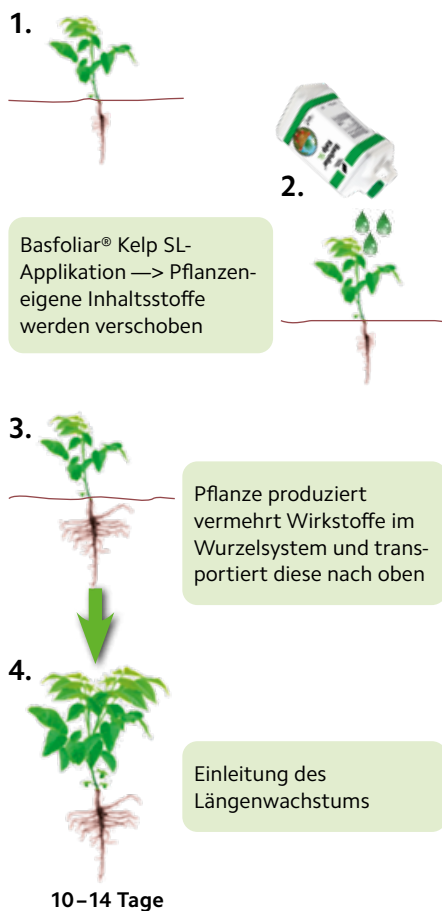 1.
2.
Basfoliar® Kelp SL-
Applikation —> Pflanzen-
eigene Inhaltsstoffe
werden verschoben
3.
Pflanze produziert
vermehrt Wirkstoffe im
Wurzelsystem und trans-
portiert diese nach oben
4.
Einleitung des
Längenwachstums
10–14 Tage